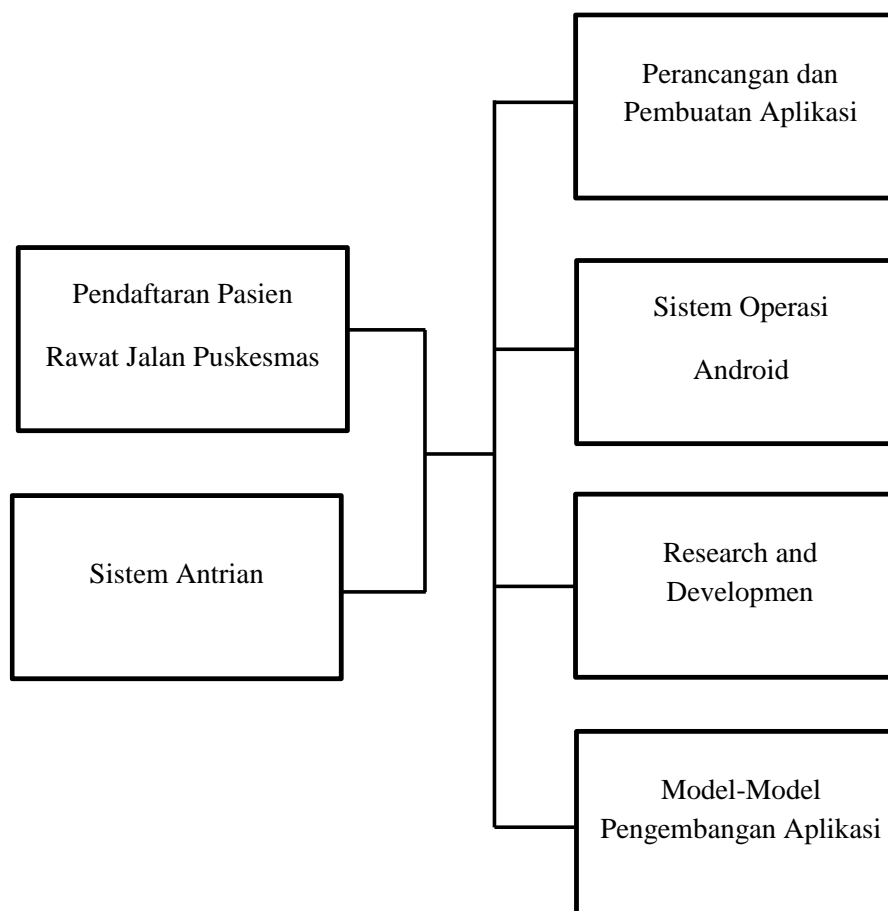 Perancangan dan
Pembuatan Aplikasi
Pendaftaran Pasien
Rawat Jalan Puskesmas
Sistem Operasi
Android
Sistem Antrian
Research and
Developmen
Model-Model
Pengembangan Aplikasi